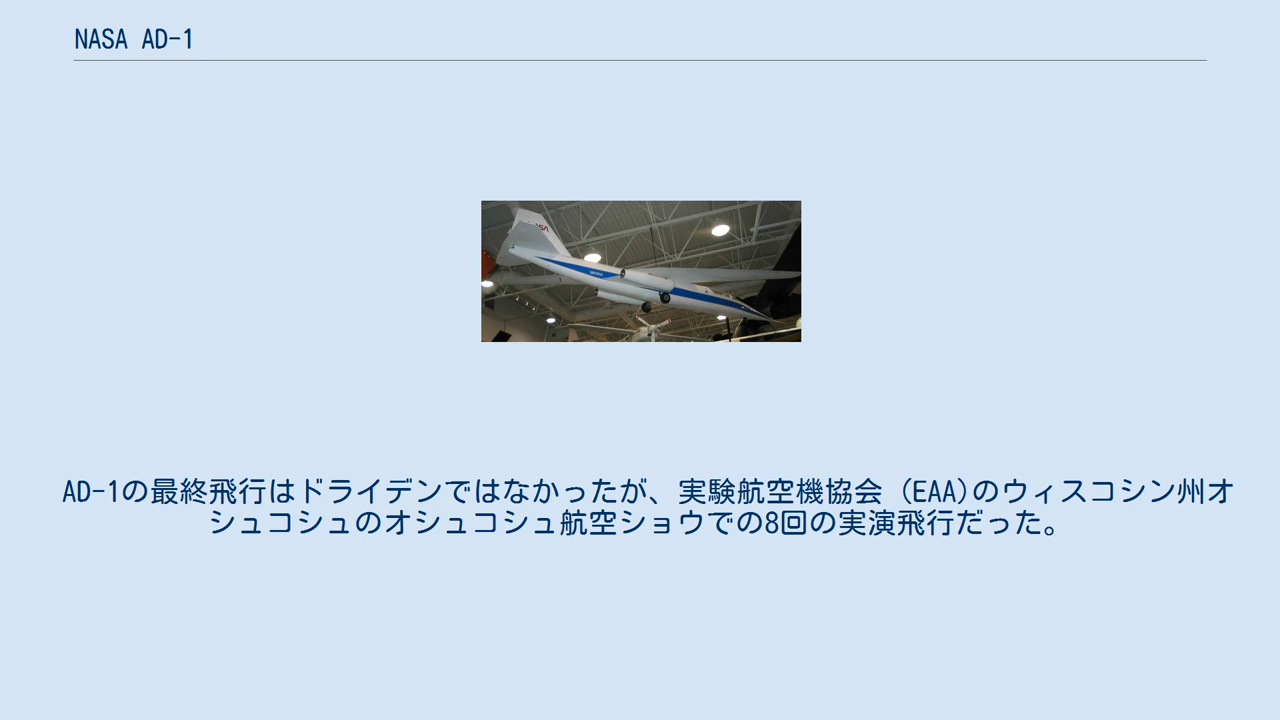 NASA AD-1
AD-1の最終飛行はドライデンではなかったが、実験航空機協会 (EAA)のウィスコシン州オ
シュコシュのオシュコシュ航空ショウでの8回の実演飛行だった。